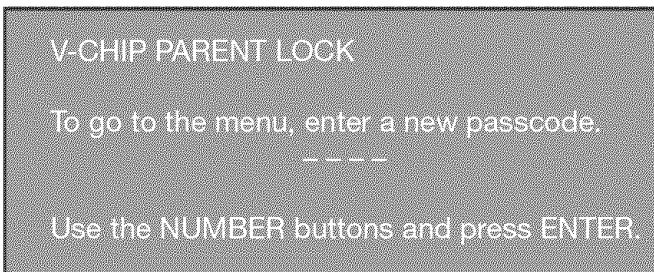 V-CHIP PARENT LOCK
To go to the menu, enter a new passcode.
_ _ _ _
Use the NUMBER buttons and press ENTER.